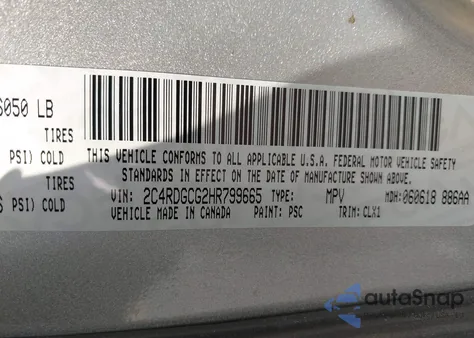 6050 LB
TIRES
PSI) COLD
TIRES
PSI) COLD
THIS VEHICLE CONFORMS TO ALL APPLICABLE U.S.A. FEDERAL MOTOR VEHICLE SAFETY
STANDARDS IN EFFECT ON THE DATE OF MANUFACTURE SHOWN ABOVE.
VIN: 2C4RDGCG2HR799665 TYPE: MPV MDH: 060618 886AA
VEHICLE MADE IN CANADA PAINT: PSC TRIM: CLX1
autoSnap